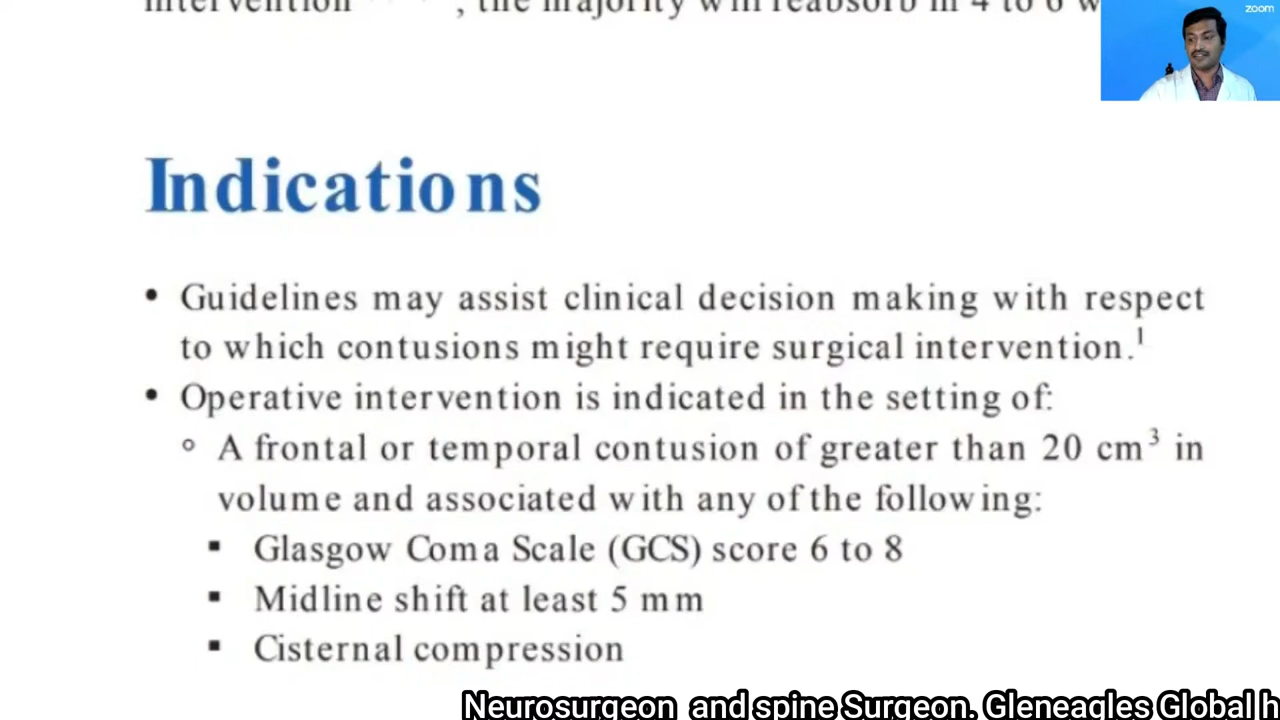 intervention , the majority will reabsorb in 4 to 6 w
zoom
Indications
• Guidelines may assist clinical decision making with respect
to which contusions might require surgical intervention.¹
• Operative intervention is indicated in the setting of:
◦ A frontal or temporal contusion of greater than 20 cm³ in
volume and associated with any of the following:
▪ Glasgow Coma Scale (GCS) score 6 to 8
▪ Midline shift at least 5 mm
▪ Cisternal compression
Neurosurgeon and spine Surgeon. Gleneagles Global h